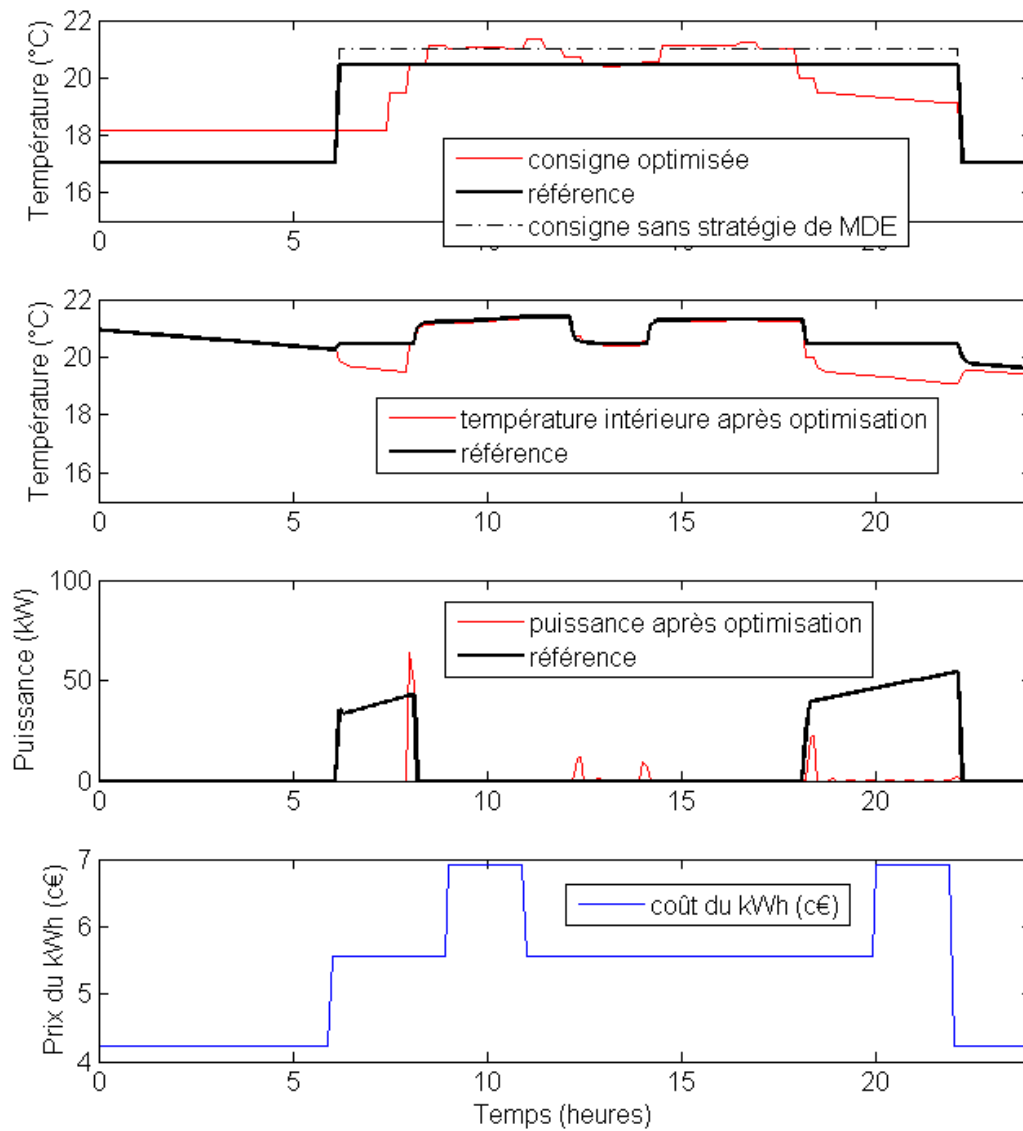 22
20
18
16
Température (°C)
consigne optimisée
référence
consigne sans stratégie de MDE
0 5 15 20
22
20
18
16
Température (°C)
température intérieure après optimisation
référence
0 5 10 15 20
100
50
0
Puissance (kW)
puissance après optimisation
référence
0 5 10 15 20
7
6
5
4
Prix du kWh (c€)
coût du kWh (c€)
0 5 10 15 20
Temps (heures)